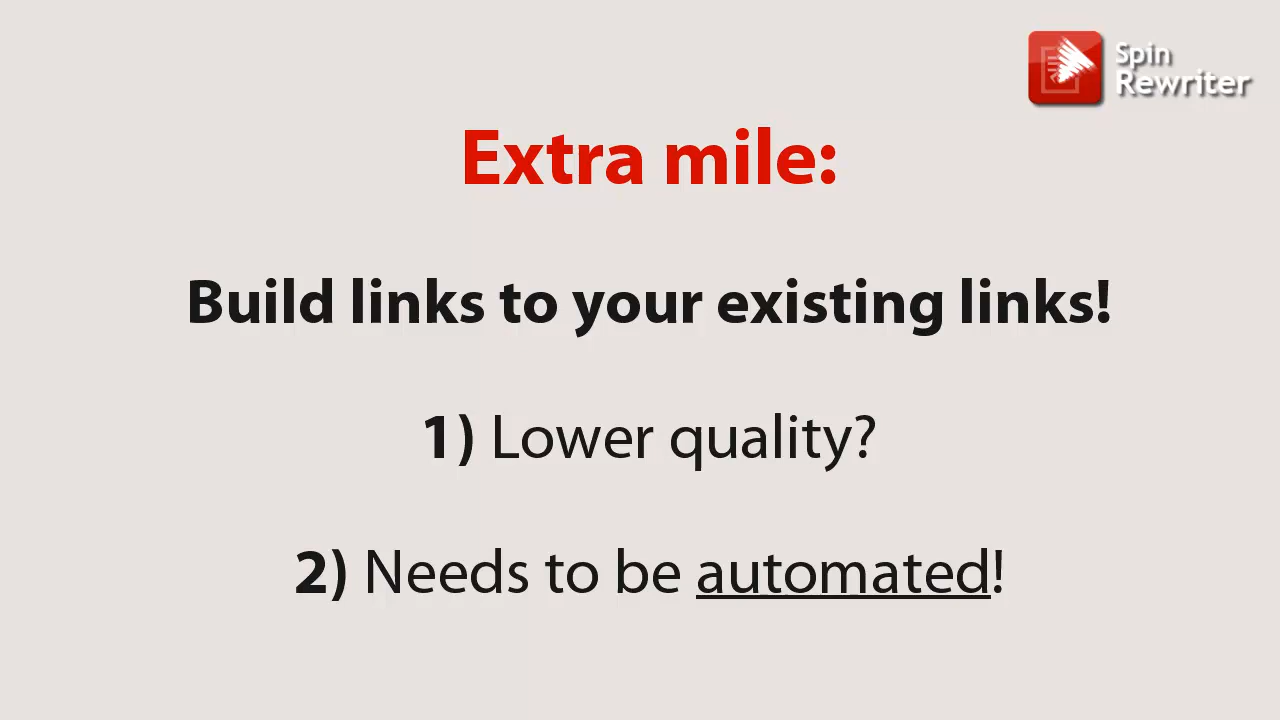 Spin
Rewriter
Extra mile:
Build links to your existing links!
1) Lower quality?
2) Needs to be automated!